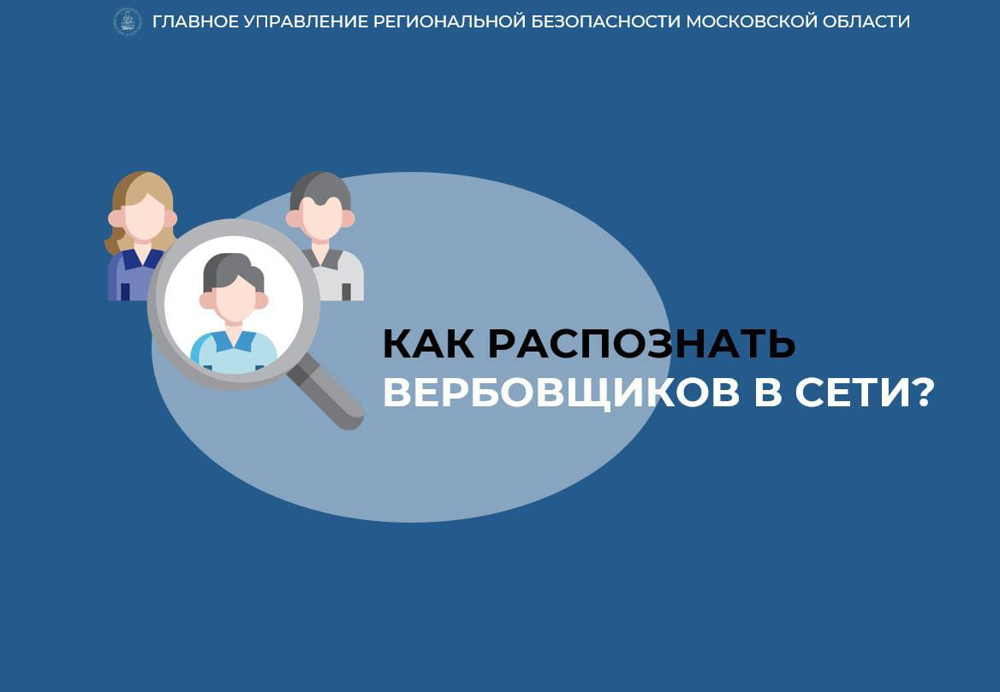 ГЛАВНОЕ УПРАВЛЕНИЕ РЕГИОНАЛЬНОЙ БЕЗОПАСНОСТИ МОСКОВСКОЙ ОБЛАСТИ
КАК РАСПОЗНАТЬ
ВЕРБОВЩИКОВ В СЕТИ?